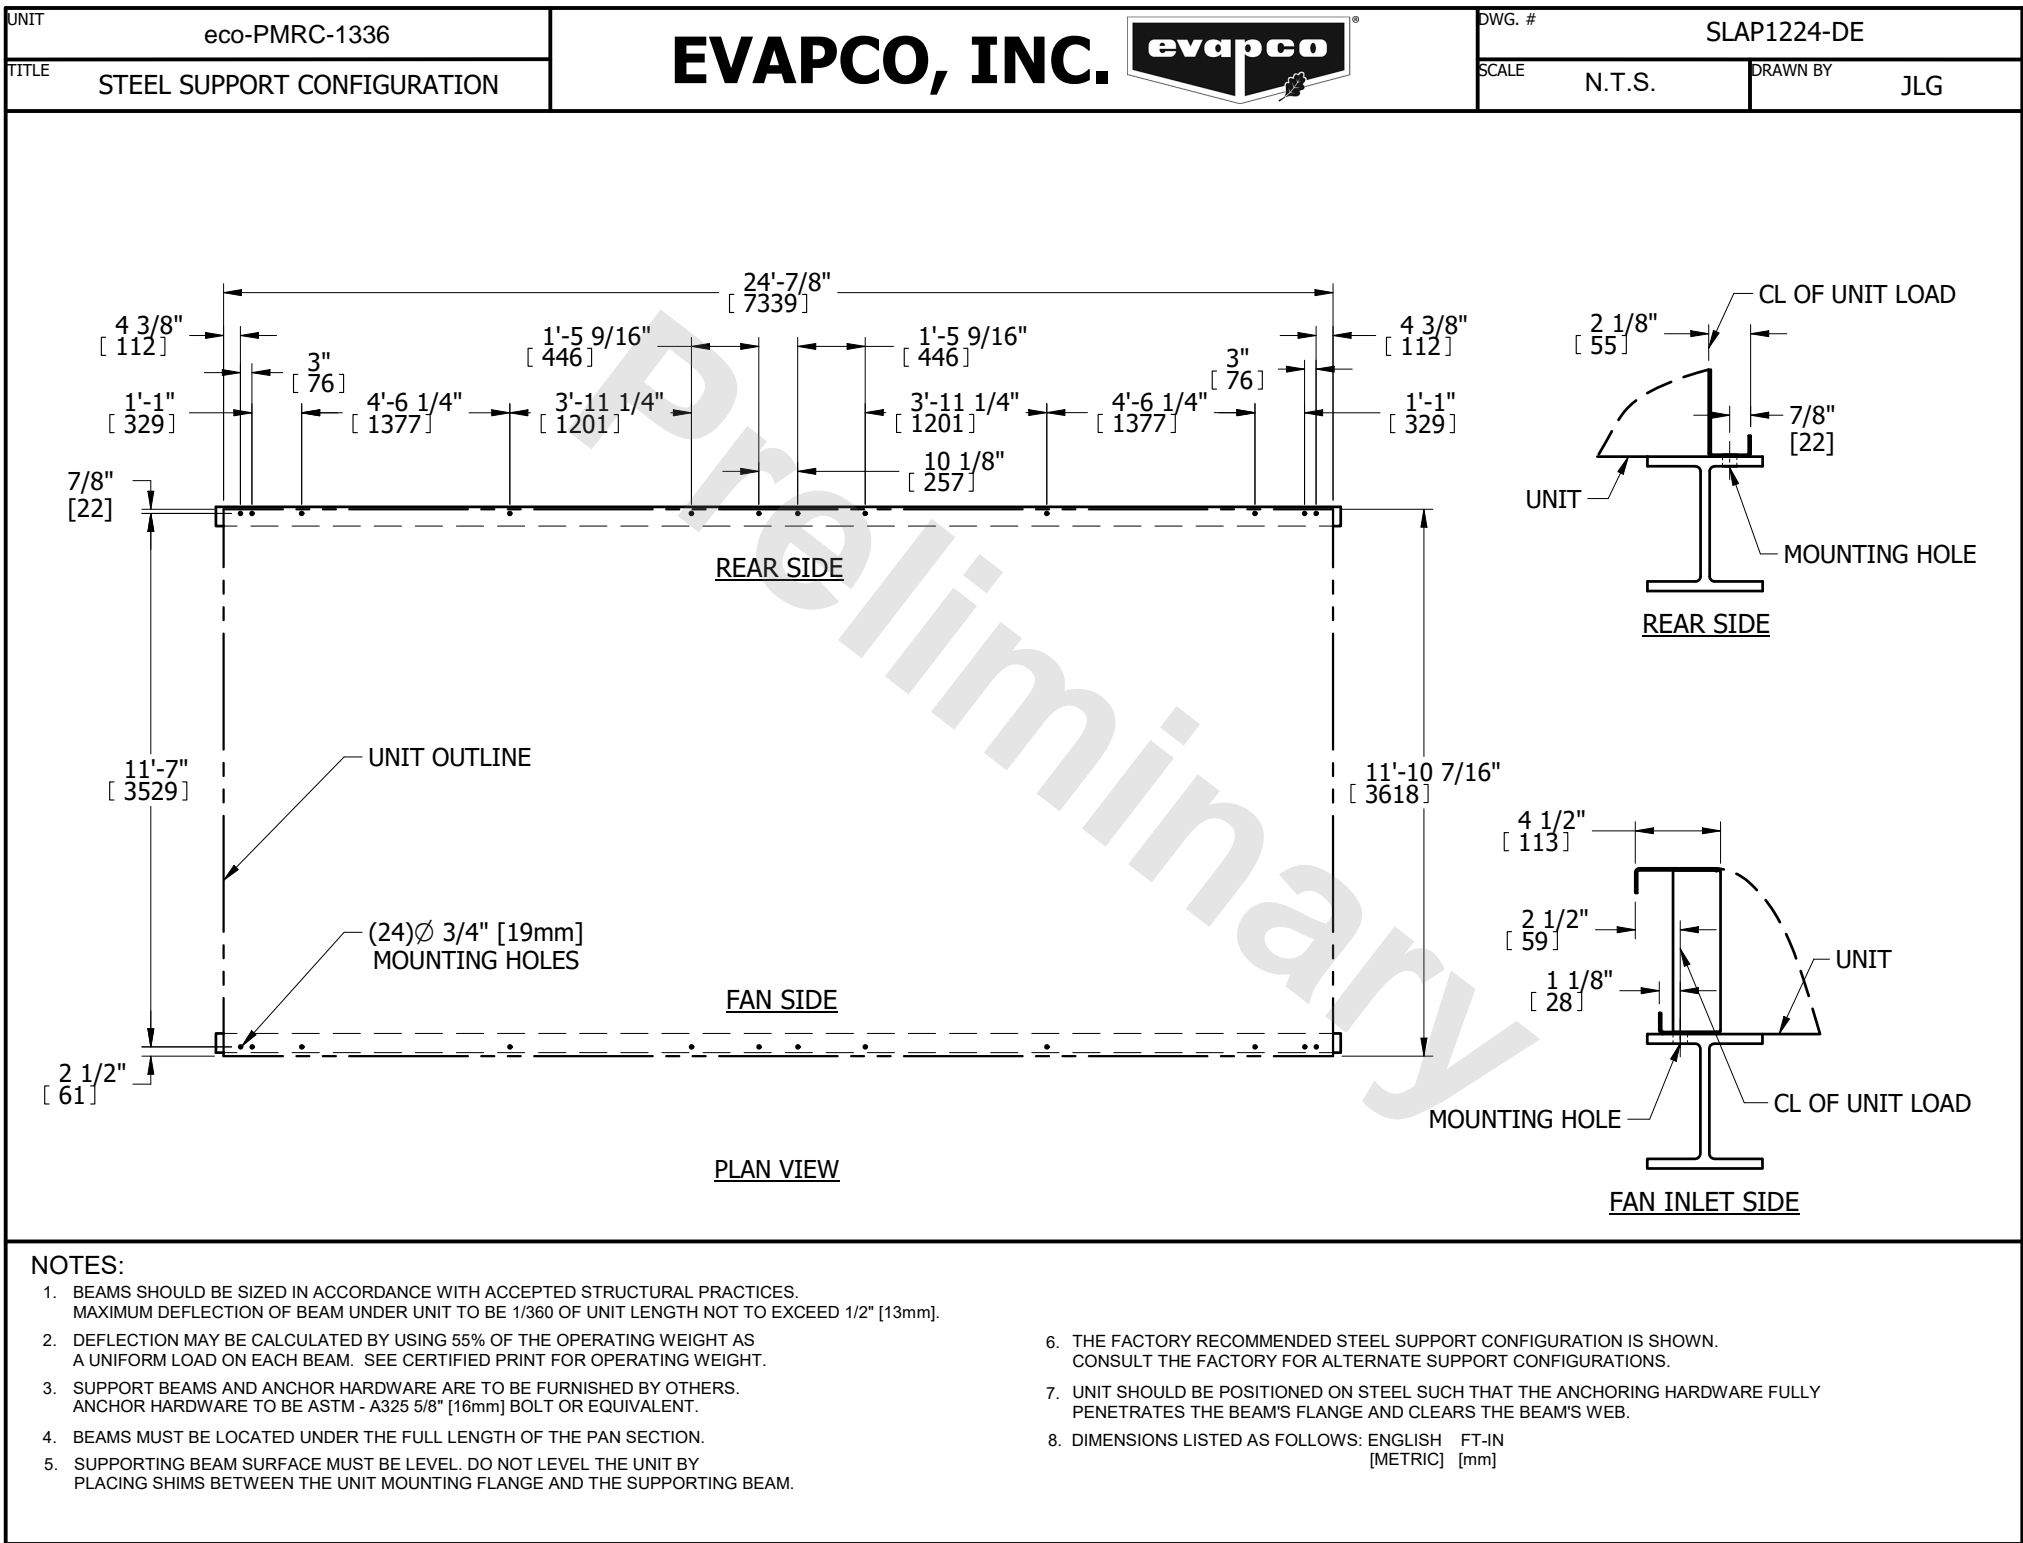 UNIT
eco-PMRC-1336
TITLE
STEEL SUPPORT CONFIGURATION
EVAPCO, INC.
evapco
®
DWG. #
SLAP1224-DE
SCALE
N.T.S.
DRAWN BY
JLG
24'-7/8"
[ 7339]
4 3/8"
[ 112]
3"
[ 76]
1'-5 9/16"
[ 446]
1'-5 9/16"
[ 446]
3"
[ 76]
4 3/8"
[ 112]
1'-1"
[ 329]
4'-6 1/4"
[ 1377]
3'-11 1/4"
[ 1201]
3'-11 1/4"
[ 1201]
4'-6 1/4"
[ 1377]
1'-1"
[ 329]
10 1/8"
[ 257]
7/8"
[22]
REAR SIDE
UNIT OUTLINE
11'-7"
[ 3529]
11'-10 7/16"
[ 3618]
(24)Ø 3/4" [19mm]
MOUNTING HOLES
FAN SIDE
2 1/2"
[ 61]
PLAN VIEW
Preliminary
CL OF UNIT LOAD
2 1/8"
[ 55]
7/8"
[22]
UNIT
MOUNTING HOLE
REAR SIDE
4 1/2"
[ 113]
2 1/2"
[ 59]
1 1/8"
[ 28]
UNIT
CL OF UNIT LOAD
MOUNTING HOLE
FAN INLET SIDE
NOTES:
1. BEAMS SHOULD BE SIZED IN ACCORDANCE WITH ACCEPTED STRUCTURAL PRACTICES.
MAXIMUM DEFLECTION OF BEAM UNDER UNIT TO BE 1/360 OF UNIT LENGTH NOT TO EXCEED 1/2" [13mm].
2. DEFLECTION MAY BE CALCULATED BY USING 55% OF THE OPERATING WEIGHT AS
A UNIFORM LOAD ON EACH BEAM. SEE CERTIFIED PRINT FOR OPERATING WEIGHT.
3. SUPPORT BEAMS AND ANCHOR HARDWARE ARE TO BE FURNISHED BY OTHERS.
ANCHOR HARDWARE TO BE ASTM - A325 5/8" [16mm] BOLT OR EQUIVALENT.
4. BEAMS MUST BE LOCATED UNDER THE FULL LENGTH OF THE PAN SECTION.
5. SUPPORTING BEAM SURFACE MUST BE LEVEL. DO NOT LEVEL THE UNIT BY
PLACING SHIMS BETWEEN THE UNIT MOUNTING FLANGE AND THE SUPPORTING BEAM.
6. THE FACTORY RECOMMENDED STEEL SUPPORT CONFIGURATION IS SHOWN.
CONSULT THE FACTORY FOR ALTERNATE SUPPORT CONFIGURATIONS.
7. UNIT SHOULD BE POSITIONED ON STEEL SUCH THAT THE ANCHORING HARDWARE FULLY
PENETRATES THE BEAM'S FLANGE AND CLEARS THE BEAM'S WEB.
8. DIMENSIONS LISTED AS FOLLOWS: ENGLISH FT-IN
[METRIC] [mm]